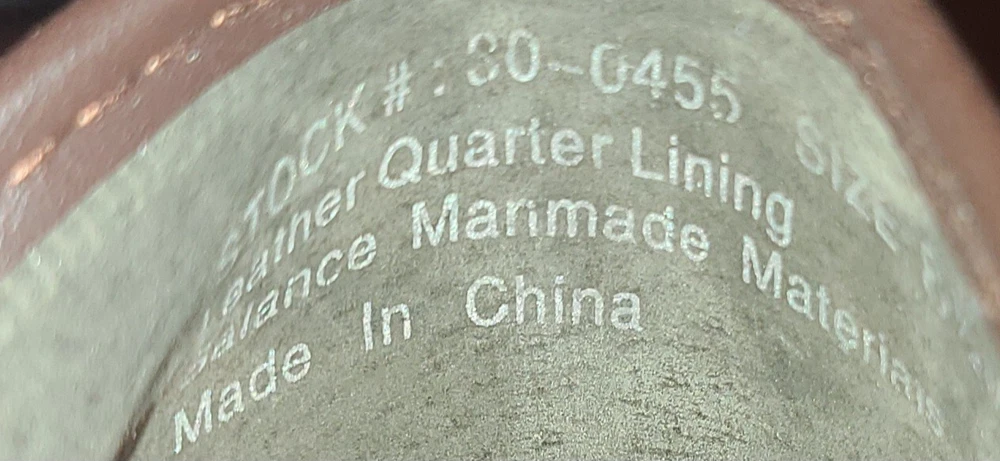 STOCK #: 80-0455 Size
Leather Quarter Lining
Balance Manmade Materials
Made In China